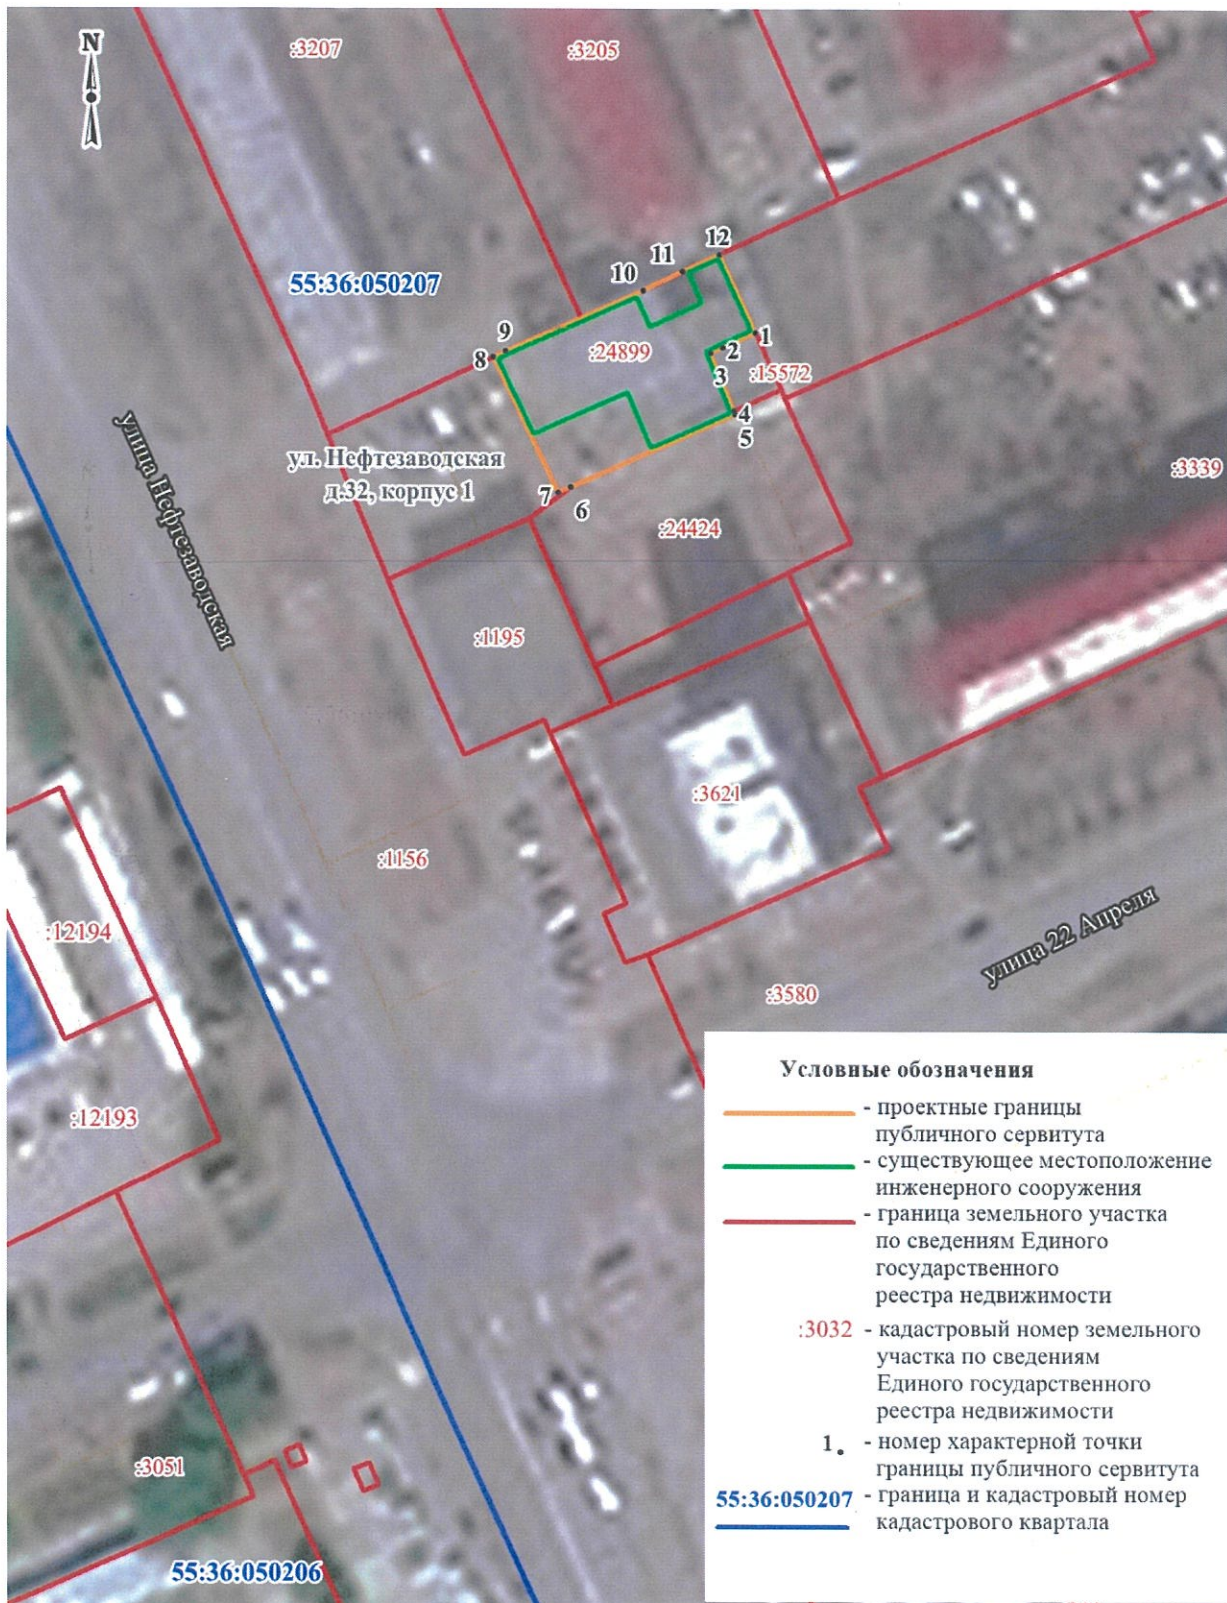 N
:3207
:3205
55:36:050207
12
11
10
9
8
:24899
1
2
3
:15572
4
5
улица Нефтезаводская
ул. Нефтезаводская
д.32, корпус 1
7
6
:3339
:24424
:1195
:3621
:1156
:12194
улица 22 Апреля
:3580
:12193
:3051
55:36:050206
Условные обозначения
- проектные границы
публичного сервитута
- существующее местоположение
инженерного сооружения
- граница земельного участка
по сведениям Единого
государственного
реестра недвижимости
:3032 - кадастровый номер земельного
участка по сведениям
Единого государственного
реестра недвижимости
1. - номер характерной точки
границы публичного сервитута
55:36:050207 - граница и кадастровый номер
кадастрового квартала